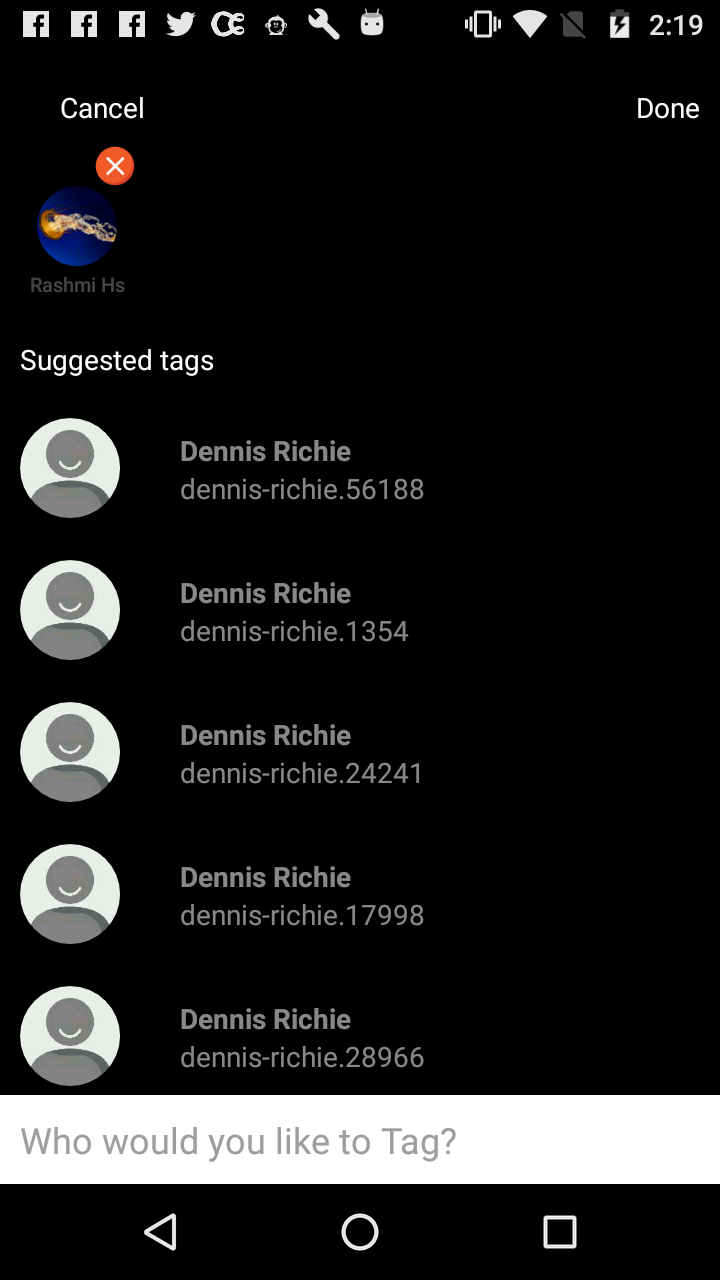 2:19
Cancel
Done
Rashmi Hs
Suggested tags
Dennis Richie
dennis-richie.56188
Dennis Richie
dennis-richie.1354
Dennis Richie
dennis-richie.24241
Dennis Richie
dennis-richie.17998
Dennis Richie
dennis-richie.28966
Who would you like to Tag?